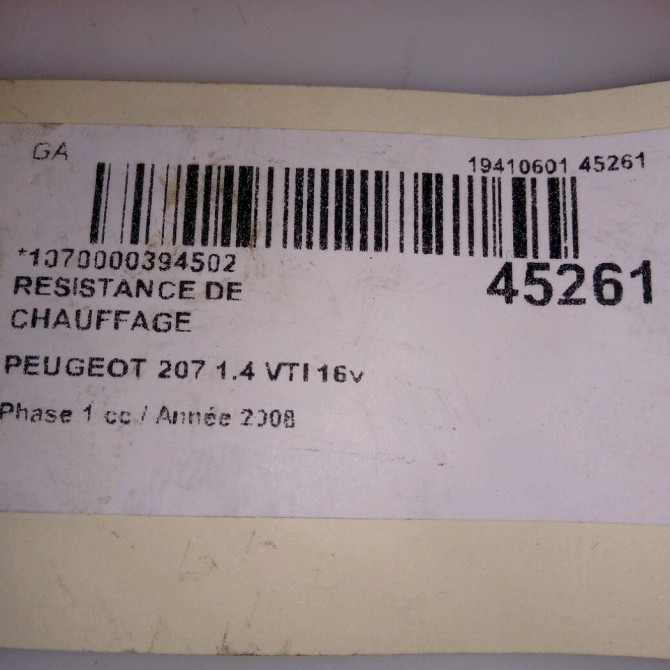 GA
19410601 45261
*1070000394502
45261
RESISTANCE DE
CHAUFFAGE
PEUGEOT 207 1.4 VTI 16v
Phase 1 cc / Année 2008